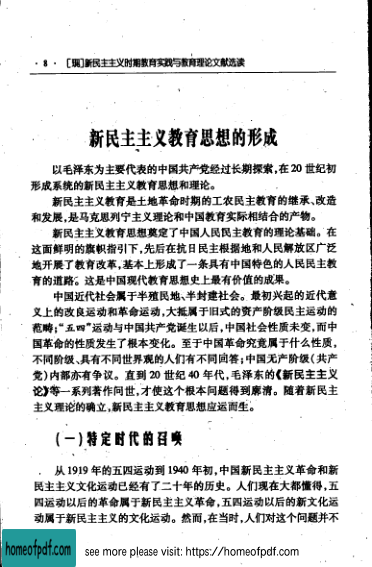 · 8 · [瑞]新民主主义时期教育实践与教育理论文献选读
新民主主义教育思想的形成
以毛泽东为主要代表的中国共产党经过长期探索,在 20 世纪初
形成系统的新民主主义教育思想和理论。
新民主主义教育是土地革命时期的工农民主教育的继承、改造
和发展,是马克思列宁主义理论和中国教育实际相结合的产物。
新民主主义教育思想奠定了中国人民民主教育的理论基础。在
这面鲜明的旗帜指引下,先后在抗日民主根据地和人民解放区广泛
地开展了教育改革,基本上形成了一条具有中国特色的人民民主教
育的道路。这是中国现代教育思想史上最有价值的成果。
中国近代社会属于半殖民地、半封建社会。最初兴起的近代意
义上的改良运动和革命运动,大抵属于旧式的资产阶级民主运动的
范畴;“五四”运动与中国共产党诞生以后,中国社会性质未变,而中
国革命的性质发生了根本变化。至于中国革命究竟属于什么性质,
不同阶级、具有不同世界观的人们有不同回答;中国无产阶级(共产
党)内部亦有争议。直到 20 世纪 40 年代,毛泽东的《新民主主义
论》等一系列著作问世,才使这个根本问题得到廓清。随着新民主
主义理论的确立,新民主主义教育思想应运而生。
(一)特定时代的召唤
从 1919 年的五四运动到 1940 年初,中国新民主主义革命和新
民主主义文化运动已经有了二十年的历史。人们现在大都懂得,五
四运动以后的革命属于新民主主义革命,五四运动以后的新文化运
动属于新民主主义的文化运动。然而,在当时,人们对这个问题并不
homeofpdf.com
see more please visit: https://homeofpdf.com